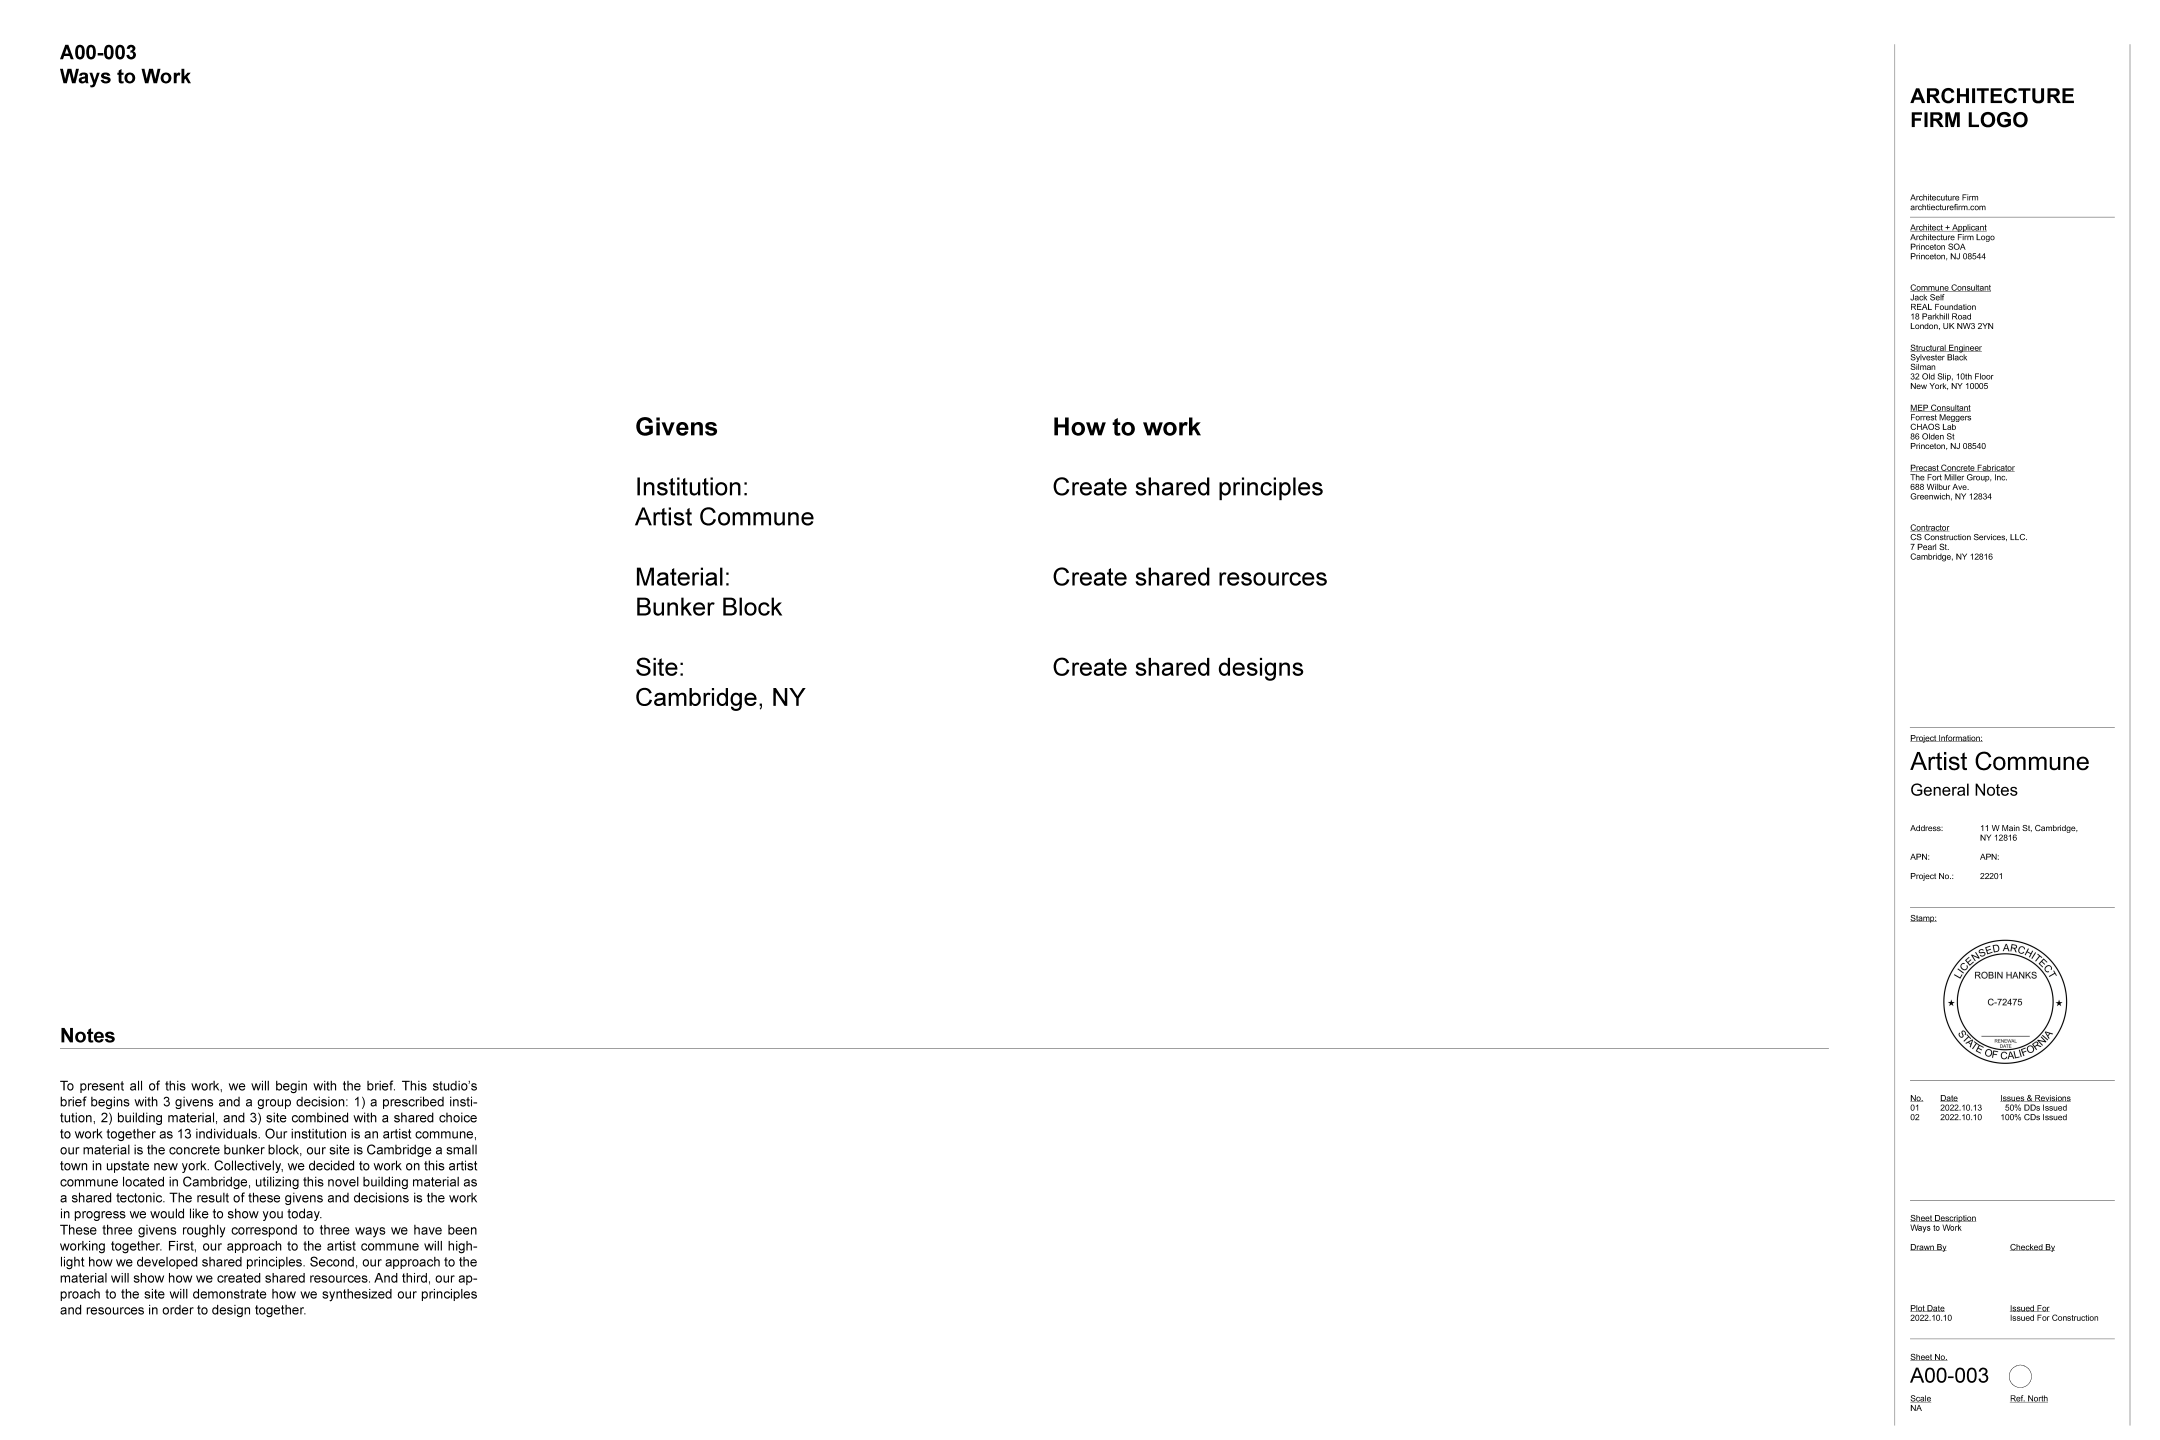 A00-003
Ways to Work
Givens
How to work
Institution:
Artist Commune
Create shared principles
Material:
Bunker Block
Create shared resources
Site:
Cambridge, NY
Create shared designs
Notes
To present all of this work, we will begin with the brief. This studio's
brief begins with 3 givens and a group decision: 1) a prescribed insti-
tution, 2) building material, and 3) site combined with a shared choice
to work together as 13 individuals. Our institution is an artist commune,
our material is the concrete bunker block, our site is Cambridge a small
town in upstate new york. Collectively, we decided to work on this artist
commune located in Cambridge, utilizing this novel building material as
a shared tectonic. The result of these givens and decisions is the work
in progress we would like to show you today.
These three givens roughly correspond to three ways we have been
working together. First, our approach to the artist commune will high-
light how we developed shared principles. Second, our approach to the
material will show how we created shared resources. And third, our ap-
proach to the site will demonstrate how we synthesized our principles
and resources in order to design together.
ARCHITECTURE
FIRM LOGO
Architecuture Firm
archtiecturefirm.com
Architect + Applicant
Architecture Firm Logo
Princeton SOA
Princeton, NJ 08544
Commune Consultant
Jack Self
REAL Foundation
18 Parkhill Road
London, UK NW3 2YN
Structural Engineer
Sylvester Black
Silman
32 Old Slip, 10th Floor
New York, NY 10005
MEP Consultant
Forrest Meggers
CHAOS Lab
86 Olden St
Princeton, NJ 08540
Precast Concrete Fabricator
The Fort Miller Group, Inc.
688 Wilbur Ave.
Greenwich, NY 12834
Contractor
CS Construction Services, LLC.
7 Pearl St.
Cambridge, NY 12816
Project Information:
Artist Commune
General Notes
Address: 11 W Main St, Cambridge,
NY 12816
APN: APN:
Project No.: 22201
Stamp:
LICENSED ARCHITECT
ROBIN HANKS
C-72475
RENEWAL
DATE
STATE OF CALIFORNIA
No. Date Issues & Revisions
01 2022.10.13 50% DDs Issued
02 2022.10.10 100% CDs Issued
Sheet Description
Ways to Work
Drawn By Checked By
Plot Date Issued For
2022.10.10 Issued For Construction
Sheet No.
A00-003
Scale Ref. North
NA